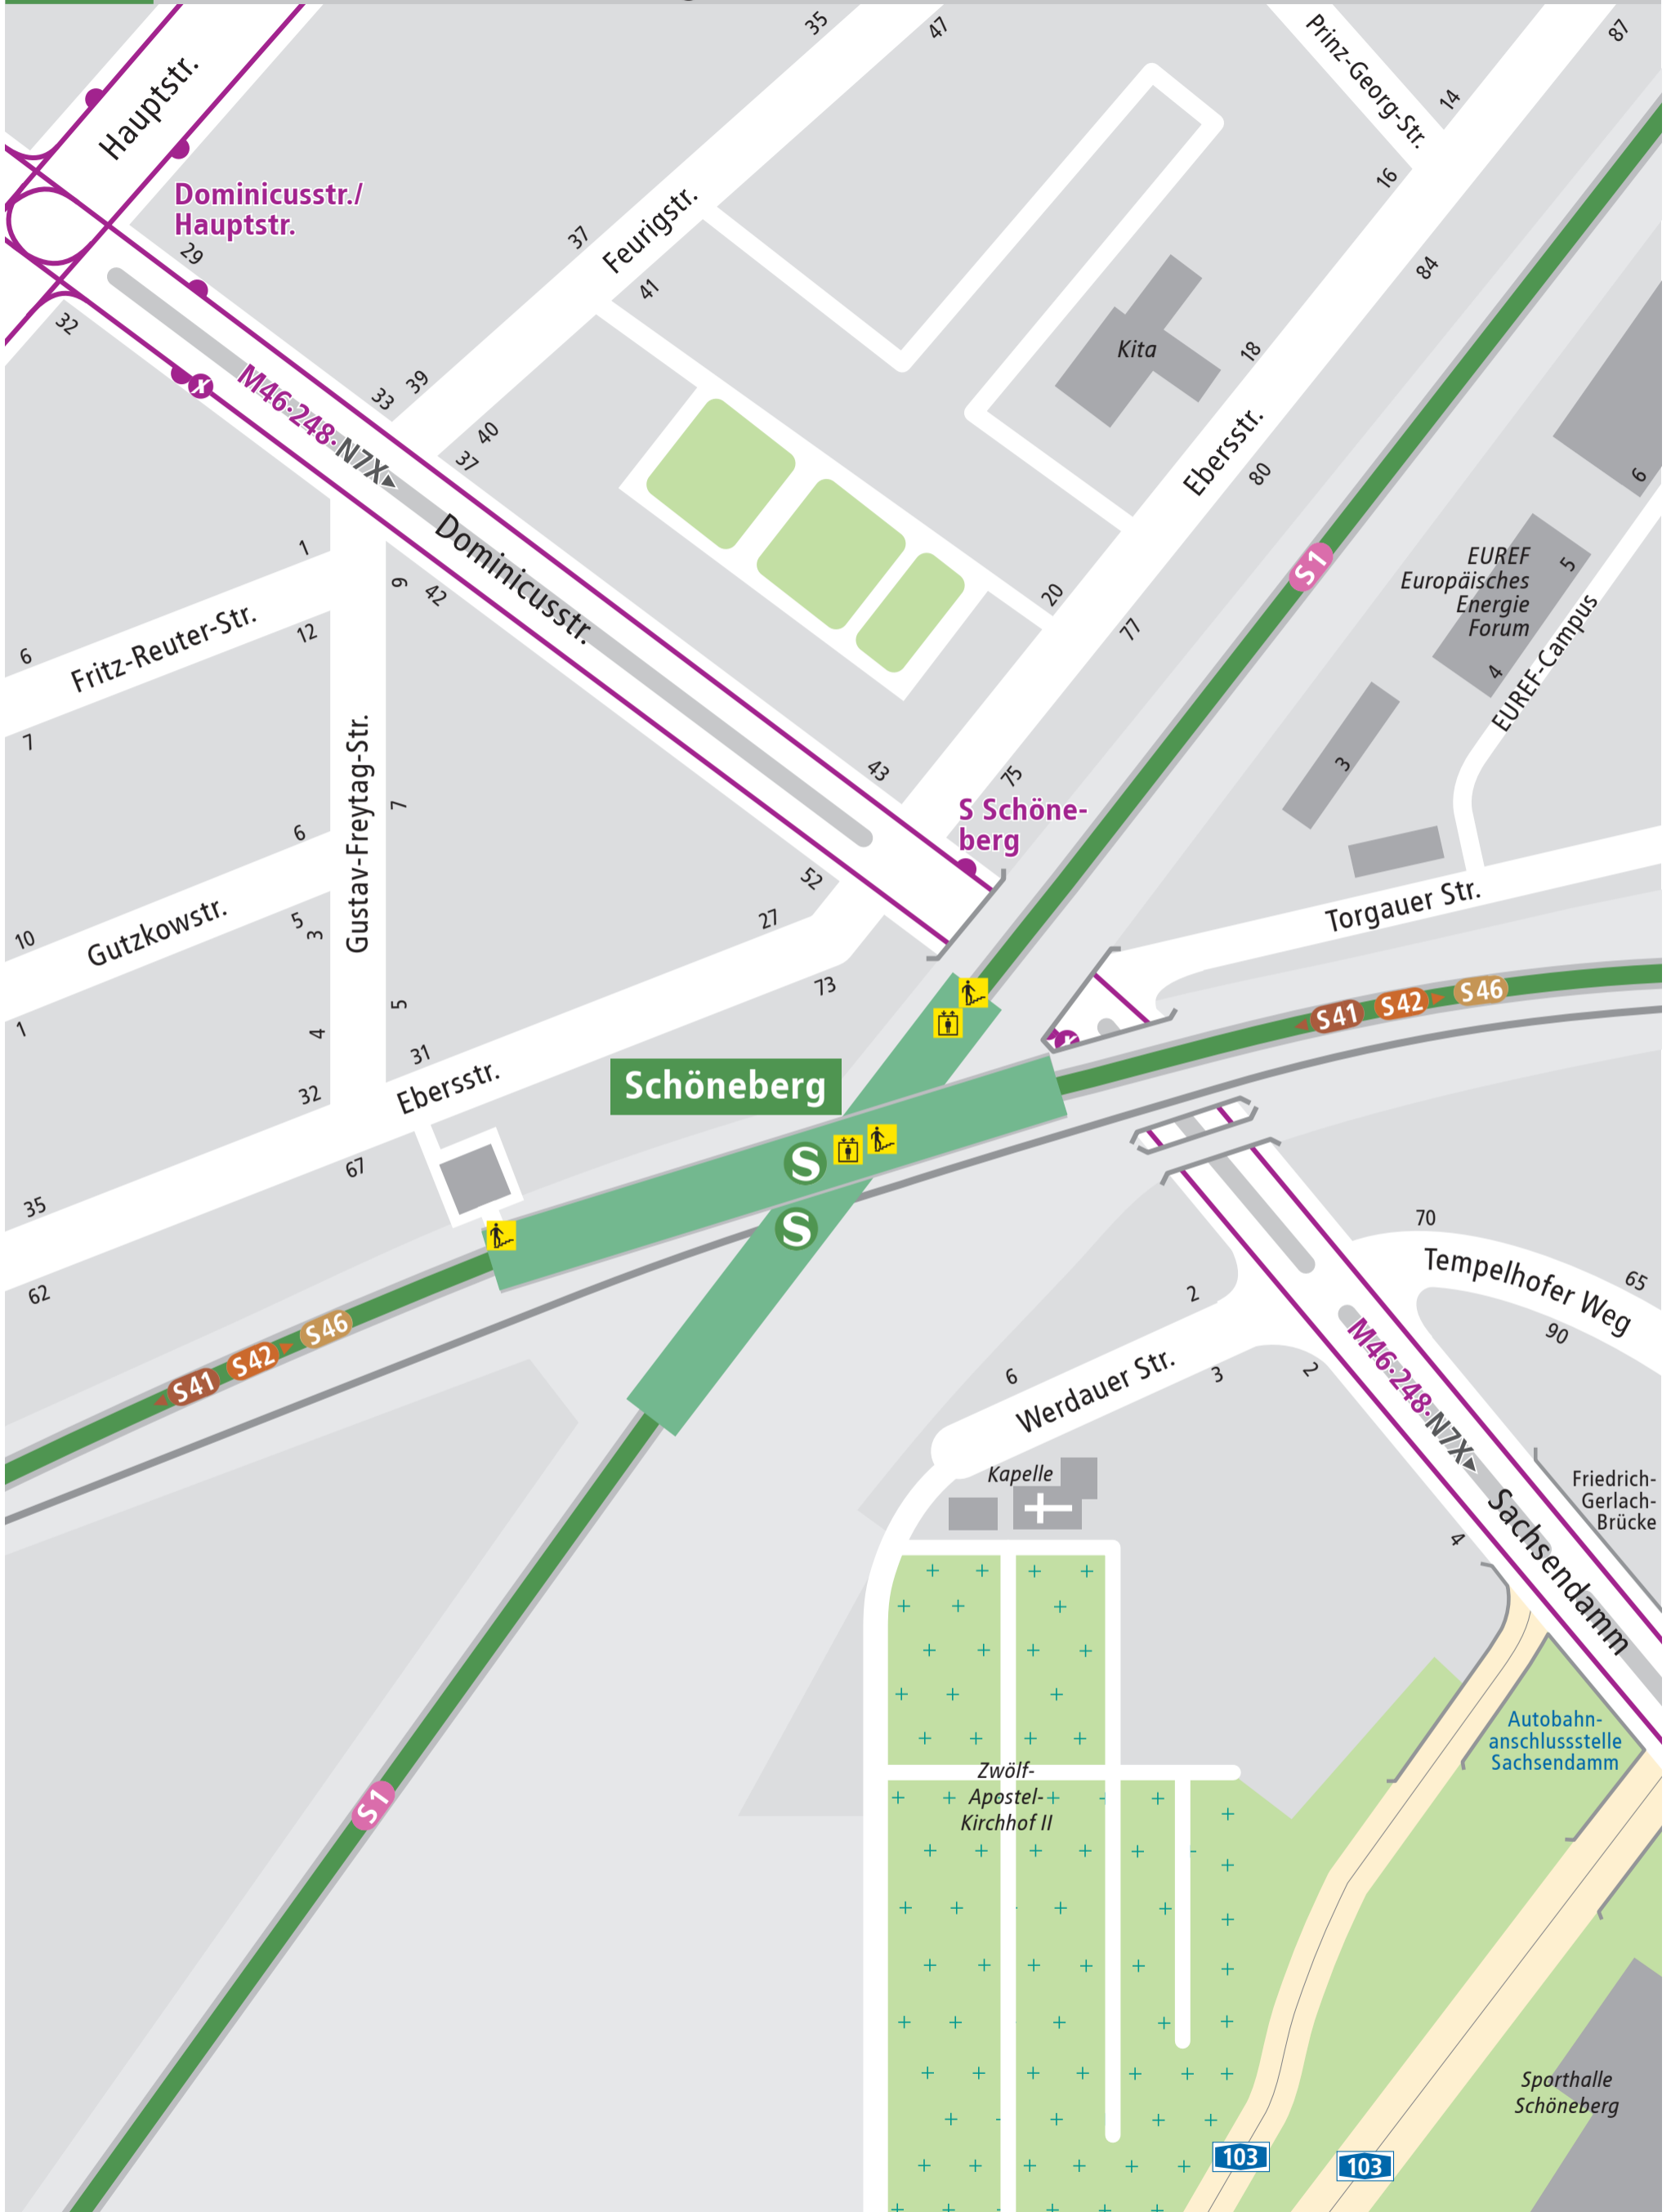 35
47
Prinz-Georg-Str.
87
Hauptstr.
14
16
Dominicusstr./
Hauptstr.
29
37
Feurigstr.
41
84
32
X
M46·248·N7X
33
39
40
37
Kita
18
Ebersstr.
80
6
S1
EUREF
Europäisches
Energie
Forum
5
4
EUREF-Campus
3
1
9
42
Dominicusstr.
20
77
6
Fritz-Reuter-Str.
12
7
Gustav-Freytag-Str.
7
43
75
S Schöne-
berg
6
52
27
Torgauer Str.
10
Gutzkowstr.
5
3
73
1
5
4
31
32
Ebersstr.
S41
S42
S46
Schöneberg
S
S
67
35
62
S41
S42
S46
70
Tempelhofer Weg
65
90
2
6
Werdauer Str.
3
2
M46·248·N7X
Kapelle
Friedrich-
Gerlach-
Brücke
4
Sachsendamm
Autobahn-
anschlussstelle
Sachsendamm
S1
Zwölf-
Apostel-
Kirchhof II
Sporthalle
Schöneberg
103
103